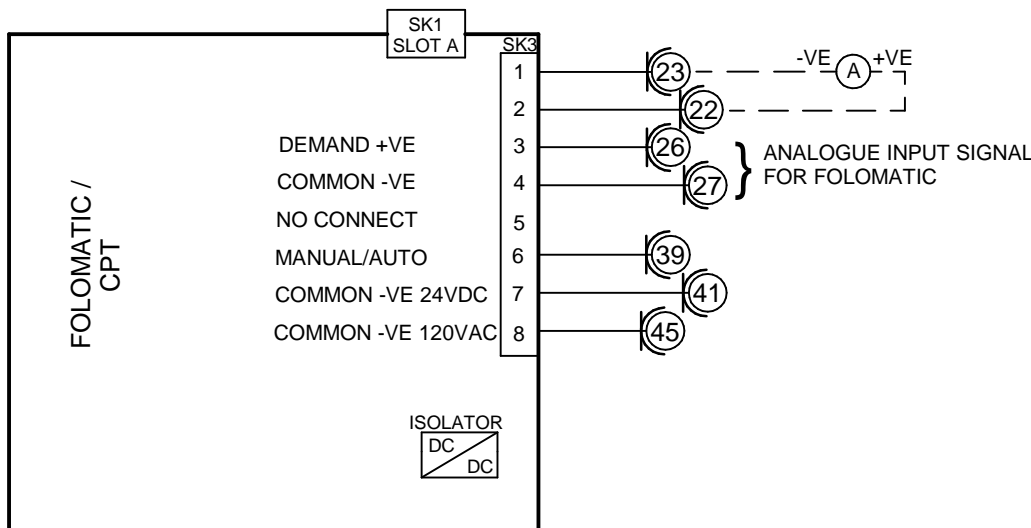 SK1
SLOT A
SK3
1
23
-VE
A
+VE
2
22
DEMAND +VE
3
26
COMMON -VE
4
27
}
ANALOGUE INPUT SIGNAL
FOR FOLOMATIC
NO CONNECT
5
MANUAL/AUTO
6
39
COMMON -VE 24VDC
7
41
COMMON -VE 120VAC
8
45
FOLOMATIC /
CPT
ISOLATOR
DC
DC